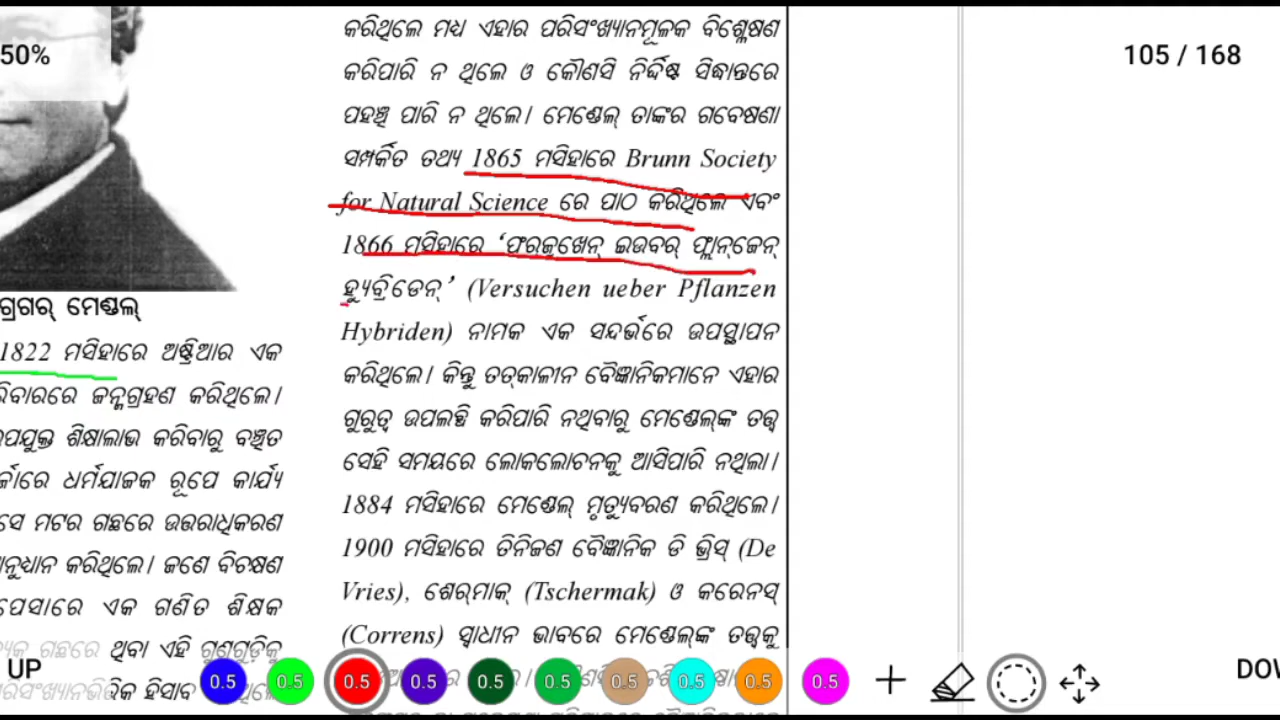 50%
105 / 168
ଗ୍ରେଗର୍ ମେଣ୍ଡଲ୍
1822 ମସିହାରେ ଅଷ୍ଟ୍ରିଆର ଏକ
ରିବାରରେ ଜନ୍ମଗ୍ରହଣ କରିଥିଲେ।
ଉପଯୁକ୍ତ ଶିକ୍ଷାଲାଭ କରିବାରୁ ବଞ୍ଚିତ
ର୍ଜାରେ ଧର୍ମଯାଜକ ରୂପେ କାର୍ଯ୍ୟ
ସେ ମଟର ଗଛରେ ଉତ୍ତରାଧିକରଣ
ନୁଧ୍ୟାନ କରିଥିଲେ। ଜଣେ ବିଚକ୍ଷଣ
ପେସାରେ ଏକ ଗଣିତ ଶିକ୍ଷକ
ଗଛରେ ଥିବା ଏହି ଗୁଣଗୁଡ଼ିକୁ
ହିସାବ
କରିଥିଲେ ମଧ୍ୟ ଏହାର ପରିସଂଖ୍ୟାନମୂଳକ ବିଶ୍ଳେଷଣ
କରିପାରି ନ ଥିଲେ ଓ କୌଣସି ନିର୍ଦ୍ଦିଷ୍ଟ ସିଦ୍ଧାନ୍ତରେ
ପହଞ୍ଚି ପାରି ନ ଥିଲେ। ମେଣ୍ଡେଲ୍ ତାଙ୍କର ଗବେଷଣା
ସମ୍ପର୍କିତ ତଥ୍ୟ 1865 ମସିହାରେ Brunn Society
for Natural Science ରେ ପାଠ କରିଥିଲେ ଏବଂ
1866 ମସିହାରେ ‘ଫରଜୁଖେନ୍ ଇଉବର୍ ଫ୍ଲାନ୍‌ଜେନ୍
ହ୍ୟୁବ୍ରିଡେନ୍’ (Versuchen ueber Pflanzen
Hybriden) ନାମକ ଏକ ସନ୍ଦର୍ଭରେ ଉପସ୍ଥାପନ
କରିଥିଲେ। କିନ୍ତୁ ତତ୍‌କାଳୀନ ବୈଜ୍ଞାନିକମାନେ ଏହାର
ଗୁରୁତ୍ୱ ଉପଲବ୍ଧି କରିପାରି ନଥିବାରୁ ମେଣ୍ଡେଲ୍‌ଙ୍କ ତତ୍ତ୍ୱ
ସେହି ସମୟରେ ଲୋକଲୋଚନକୁ ଆସିପାରି ନଥିଲା।
1884 ମସିହାରେ ମେଣ୍ଡେଲ୍ ମୃତ୍ୟୁବରଣ କରିଥିଲେ।
1900 ମସିହାରେ ତିନିଜଣ ବୈଜ୍ଞାନିକ ଡି ଭ୍ରିସ୍ (De
Vries), ଶେର୍‌ମାକ୍ (Tschermak) ଓ କରେନସ୍
(Correns) ସ୍ୱାଧୀନ ଭାବରେ ମେଣ୍ଡେଲ୍‌ଙ୍କ ତତ୍ତ୍ୱକୁ
UP
0.5 0.5 0.5 0.5 0.5 0.5 0.5 0.5 0.5 0.5
DOW